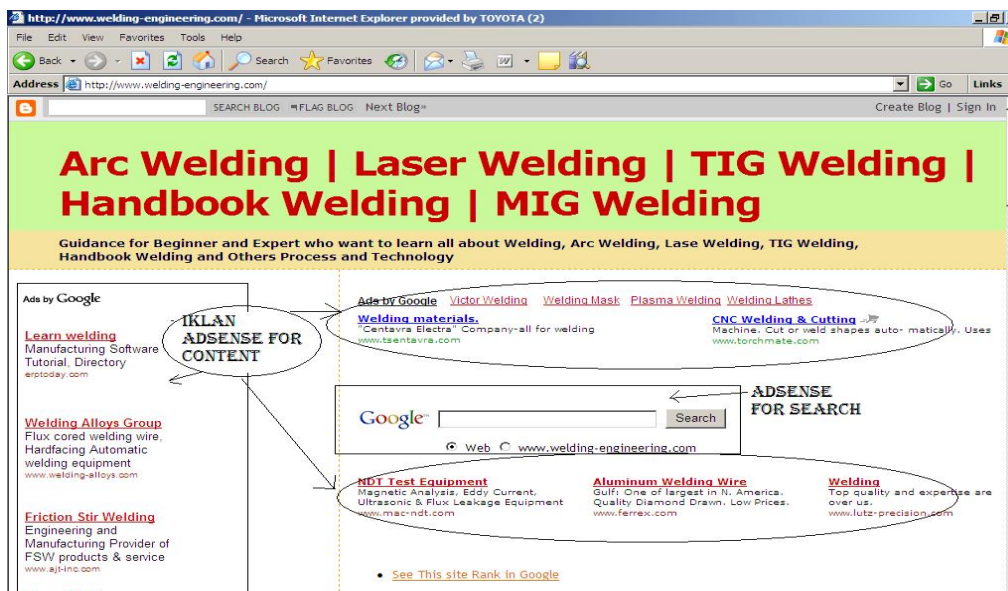 http://www.welding-engineering.com/ - Microsoft Internet Explorer provided by TOYOTA (2)
File Edit View Favorites Tools Help
Back Search Favorites
Address http://www.welding-engineering.com/ Go Links
SEARCH BLOG FLAG BLOG Next Blog» Create Blog | Sign In
Arc Welding | Laser Welding | TIG Welding |
Handbook Welding | MIG Welding
Guidance for Beginner and Expert who want to learn all about Welding, Arc Welding, Lase Welding, TIG Welding,
Handbook Welding and Others Process and Technology
Ads by Google
Learn welding
Manufacturing Software
Tutorial, Directory
erptoday.com
Welding Alloys Group
Flux cored welding wire,
Hardfacing Automatic
welding equipment
www.welding-alloys.com
Friction Stir Welding
Engineering and
Manufacturing Provider of
FSW products & service
www.ajt-inc.com
IKLAN
ADSENSE FOR
CONTENT
Ads by Google Victor Welding Welding Mask Plasma Welding Welding Lathes
Welding materials.
"Centavra Electra" Company-all for welding
www.tsentavra.com
CNC Welding & Cutting
Machine. Cut or weld shapes auto- matically. Uses
www.torchmate.com
Google Search
Web www.welding-engineering.com
ADSENSE
FOR SEARCH
NDT Test Equipment
Magnetic Analysis, Eddy Current,
Ultrasonic & Flux Leakage Equipment
www.mac-ndt.com
Aluminum Welding Wire
Gulf: One of largest in N. America.
Quality Diamond Drawn. Low Prices.
www.ferrex.com
Welding
Top quality and expertise are
over us.
www.lutz-precision.com
See This site Rank in Google